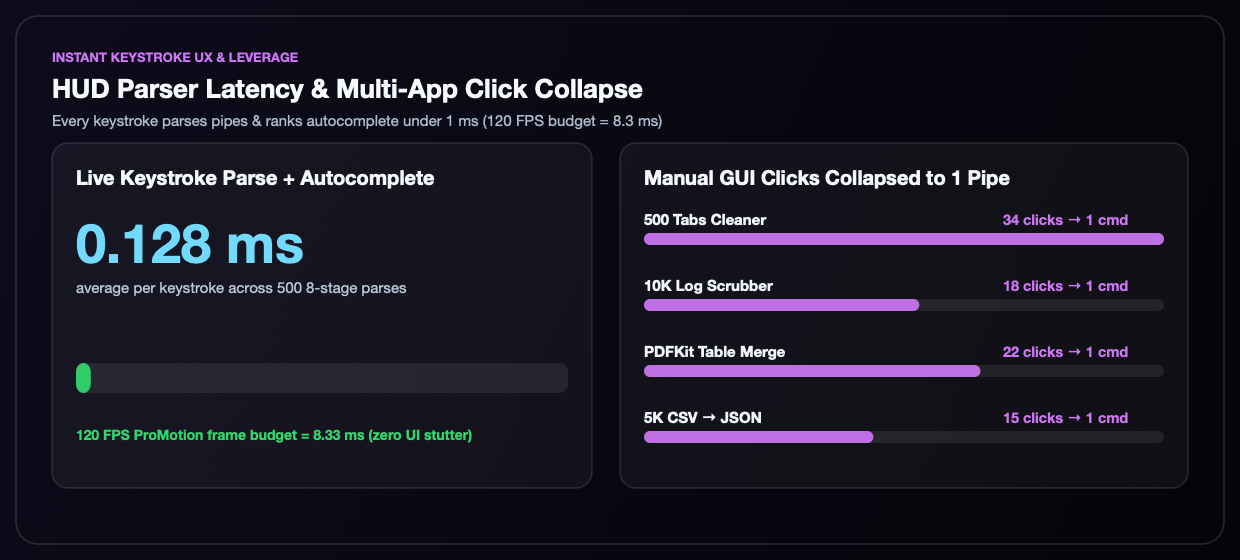 INSTANT KEYSTROKE UX & LEVERAGE
HUD Parser Latency & Multi-App Click Collapse
Every keystroke parses pipes & ranks autocomplete under 1 ms (120 FPS budget = 8.3 ms)
Live Keystroke Parse + Autocomplete
0.128 ms
average per keystroke across 500 8-stage parses
120 FPS ProMotion frame budget = 8.33 ms (zero UI stutter)
Manual GUI Clicks Collapsed to 1 Pipe
500 Tabs Cleaner 34 clicks → 1 cmd
10K Log Scrubber 18 clicks → 1 cmd
PDFKit Table Merge 22 clicks → 1 cmd
5K CSV → JSON 15 clicks → 1 cmd